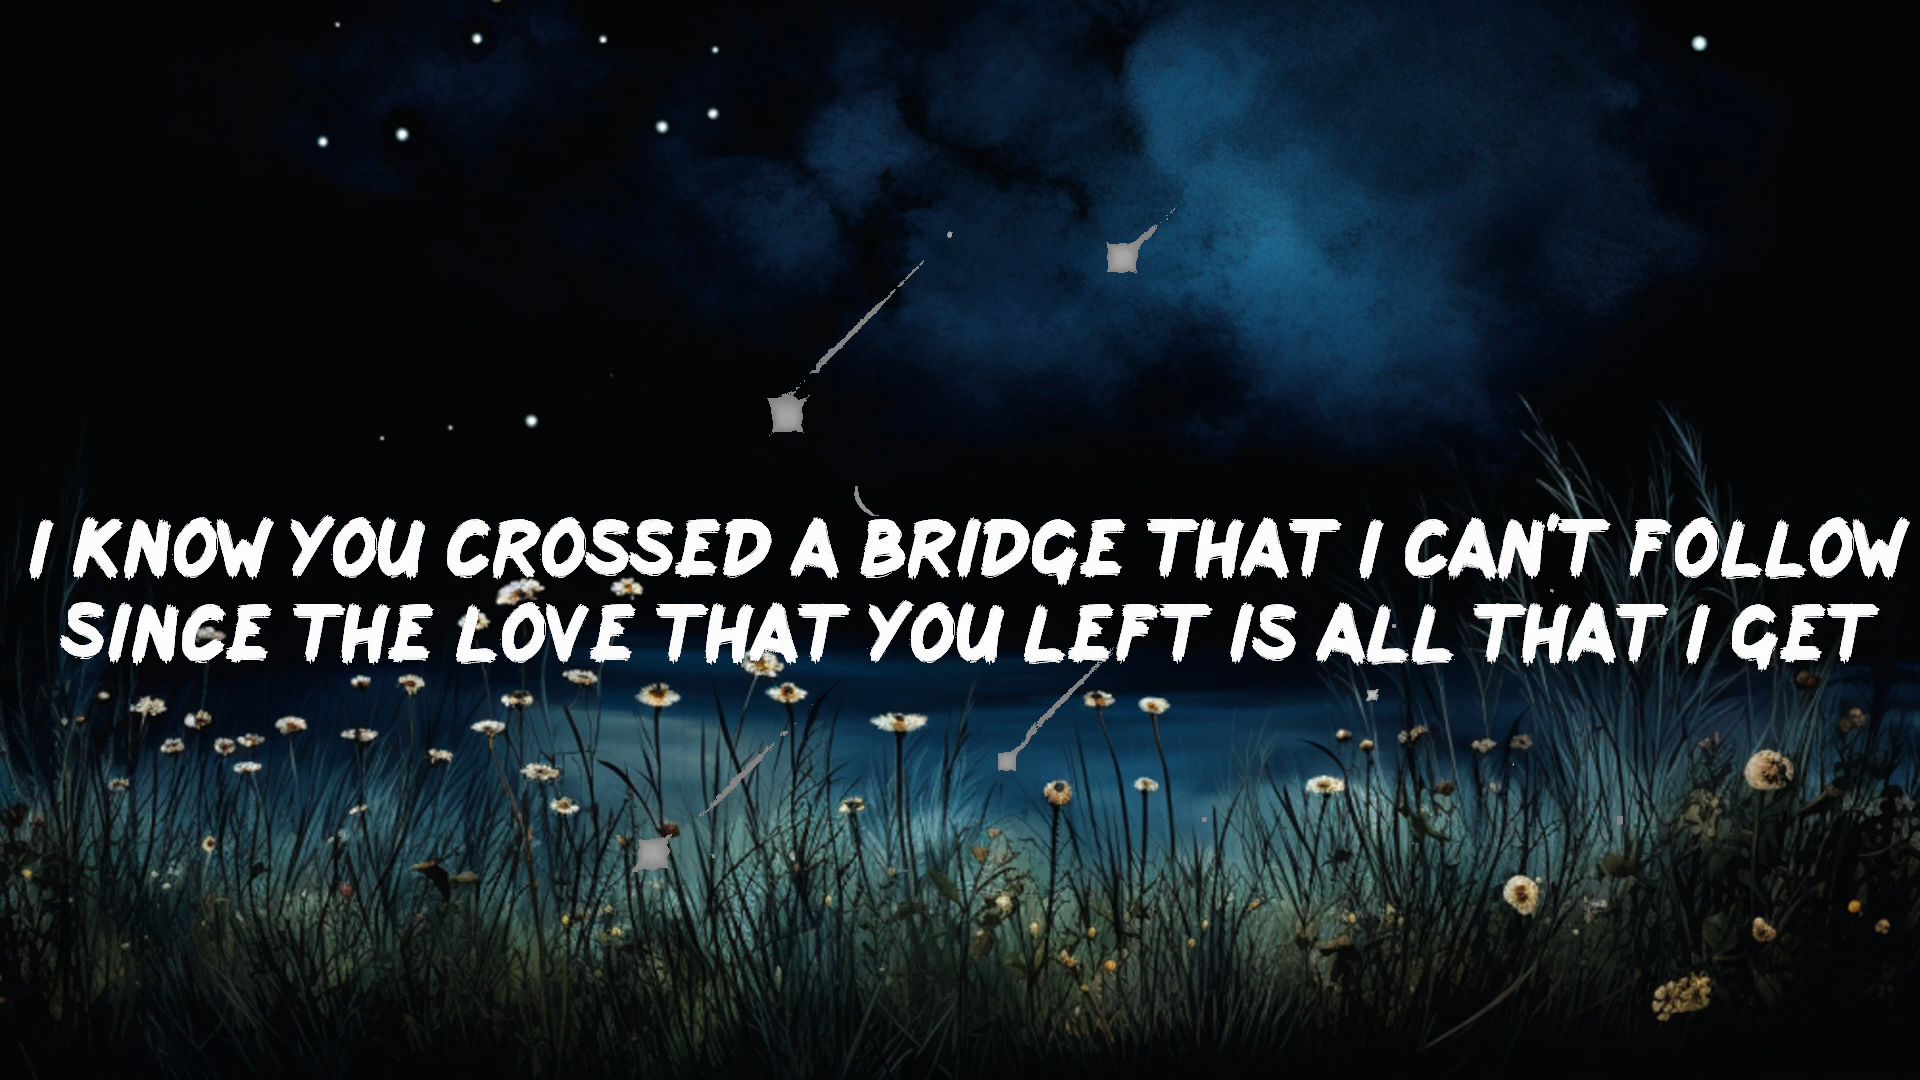 I KNOW YOU CROSSED A BRIDGE THAT I CAN'T FOLLOW
SINCE THE LOVE THAT YOU LEFT IS ALL THAT I GET